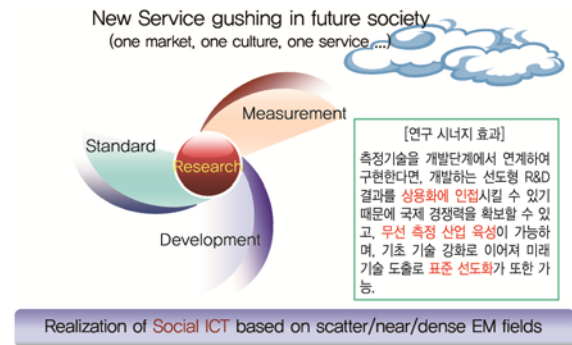 New Service gushing in future society
(one market, one culture, one service ...)
Measurement
Standard
Research
Development
[연구 시너지 효과]
측정기술을 개발단계에서 연계하여
구현한다면, 개발하는 선도형 R&D
결과를 상용화에 인접시킬 수 있기
때문에 국제 경쟁력을 확보할 수 있
고, 무선 측정 산업 육성이 가능하
며, 기초 기술 강화로 이어져 미래
기술 도출로 표준 선도화가 또한 가
능.
Realization of Social ICT based on scatter/near/dense EM fields